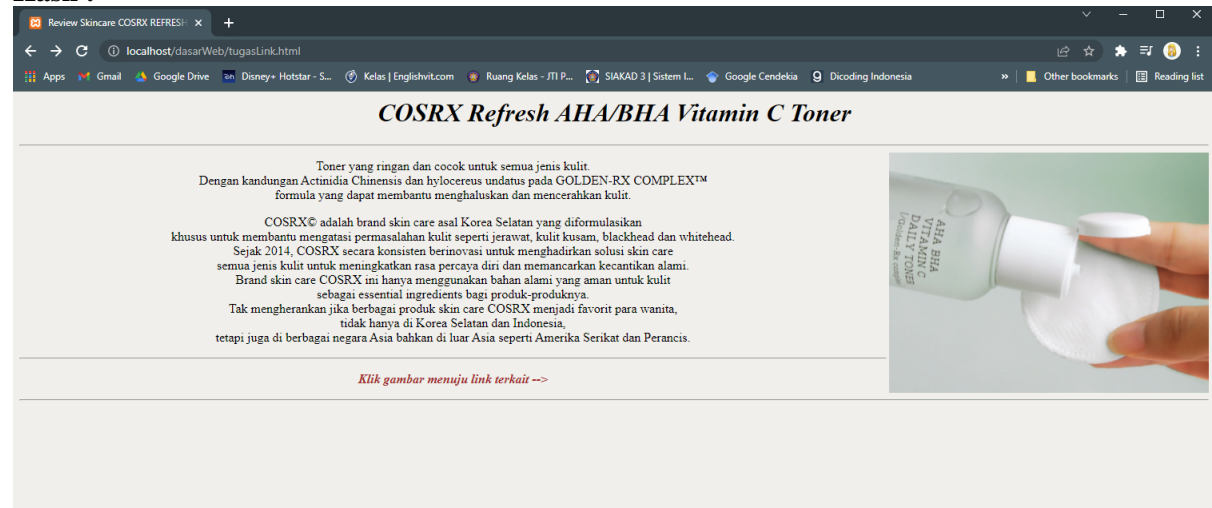 Hasil :
Review Skincare COSRX REFRESH
localhost/dasarWeb/tugasLink.html
Apps Gmail Google Drive Disney+ Hotstar - S... Kelas | Englishvit.com Ruang Kelas - JTI P... SIAKAD 3 | Sistem I... Google Cendekia Dicoding Indonesia » Other bookmarks Reading list
COSRX Refresh AHA/BHA Vitamin C Toner
Toner yang ringan dan cocok untuk semua jenis kulit.
Dengan kandungan Actinidia Chinensis dan hylocereus undatus pada GOLDEN-RX COMPLEX™
formula yang dapat membantu menghaluskan dan mencerahkan kulit.
COSRX© adalah brand skin care asal Korea Selatan yang diformulasikan
khusus untuk membantu mengatasi permasalahan kulit seperti jerawat, kulit kusam, blackhead dan whitehead.
Sejak 2014, COSRX secara konsisten berinovasi untuk menghadirkan solusi skin care
semua jenis kulit untuk meningkatkan rasa percaya diri dan memancarkan kecantikan alami.
Brand skin care COSRX ini hanya menggunakan bahan alami yang aman untuk kulit
sebagai essential ingredients bagi produk-produknya.
Tak mengherankan jika berbagai produk skin care COSRX menjadi favorit para wanita,
tidak hanya di Korea Selatan dan Indonesia,
tetapi juga di berbagai negara Asia bahkan di luar Asia seperti Amerika Serikat dan Perancis.
Klik gambar menuju link terkait -->
AHA BHA
VITAMIN C
DAILY TONER